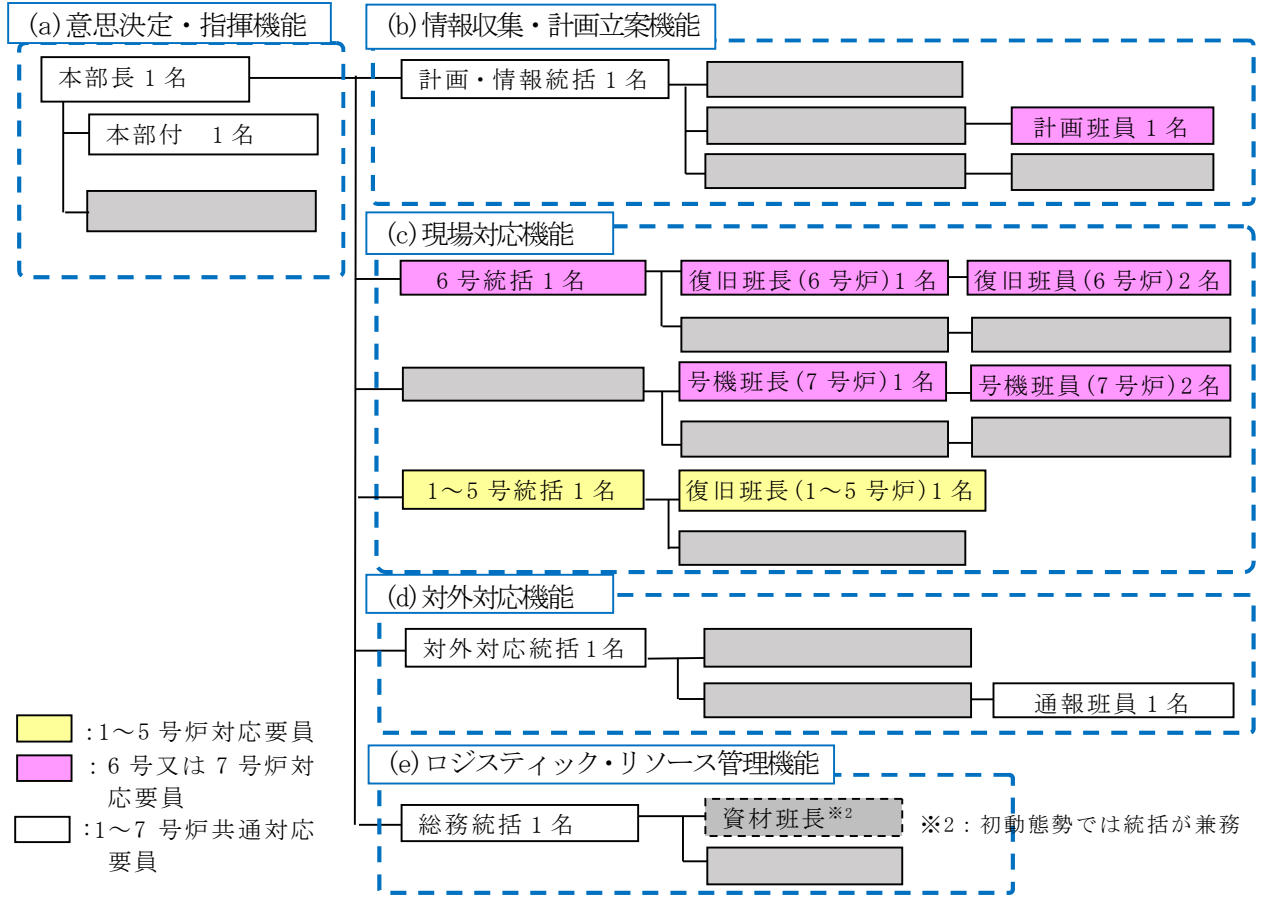 (a)意思決定・指揮機能
本部長 1 名
本部付 1 名
(b)情報収集・計画立案機能
計画・情報統括 1 名
計画班員 1 名
(c)現場対応機能
6 号統括 1 名
復旧班長(6 号炉)1 名
復旧班員(6 号炉)2 名
号機班長(7 号炉)1 名
号機班員(7 号炉)2 名
1～5 号統括 1 名
復旧班長(1～5 号炉)1 名
(d)対外対応機能
対外対応統括 1 名
通報班員 1 名
(e)ロジスティック・リソース管理機能
総務統括 1 名
資材班長※2
※2：初動態勢では統括が兼務
:1～5 号炉対応要員
：6 号又は 7 号炉対
応要員
:1～7 号炉共通対応
要員